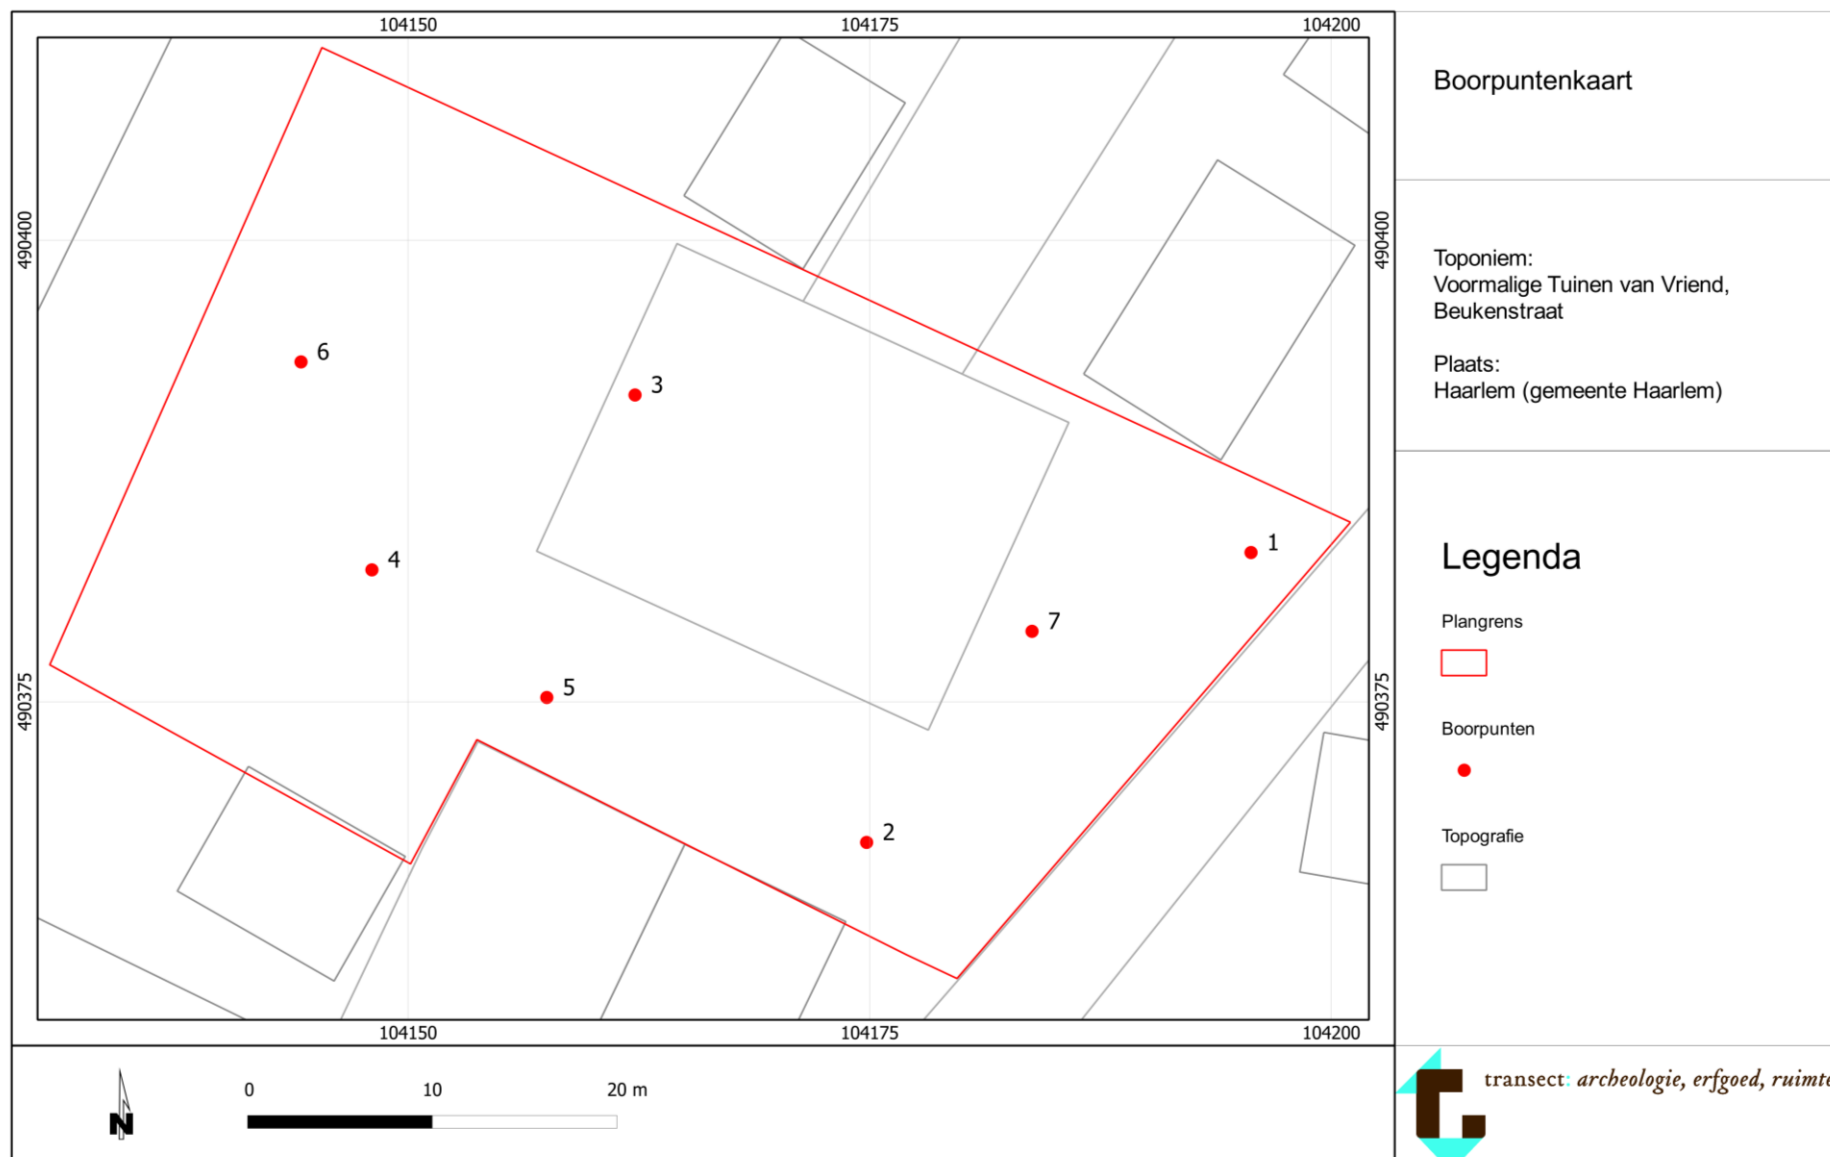 104150 104175 104200
490400 490400
6
3
4
1
7
5
490375 490375
2
104150 104175 104200
N
0 10 20 m
Boorpuntenkaart
Toponiem:
Voormalige Tuinen van Vriend,
Beukenstraat
Plaats:
Haarlem (gemeente Haarlem)
Legenda
Plangrens
Boorpunten
Topografie
transect: archeologie, erfgoed, ruimte